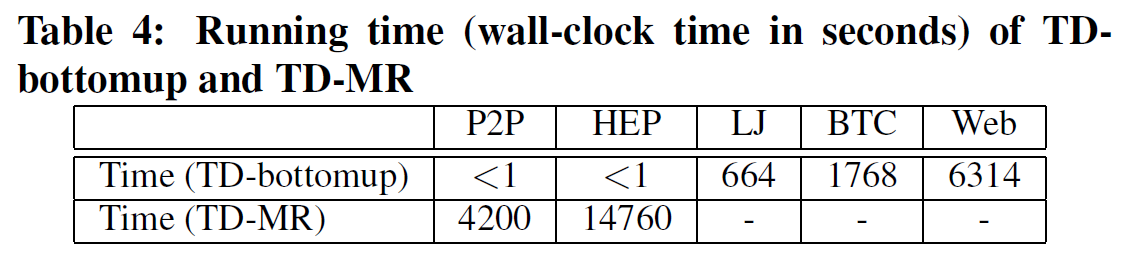 Table 4: Running time (wall-clock time in seconds) of TD-
bottomup and TD-MR
P2P HEP LJ BTC Web
Time (TD-bottomup) <1 <1 664 1768 6314
Time (TD-MR) 4200 14760 - - -